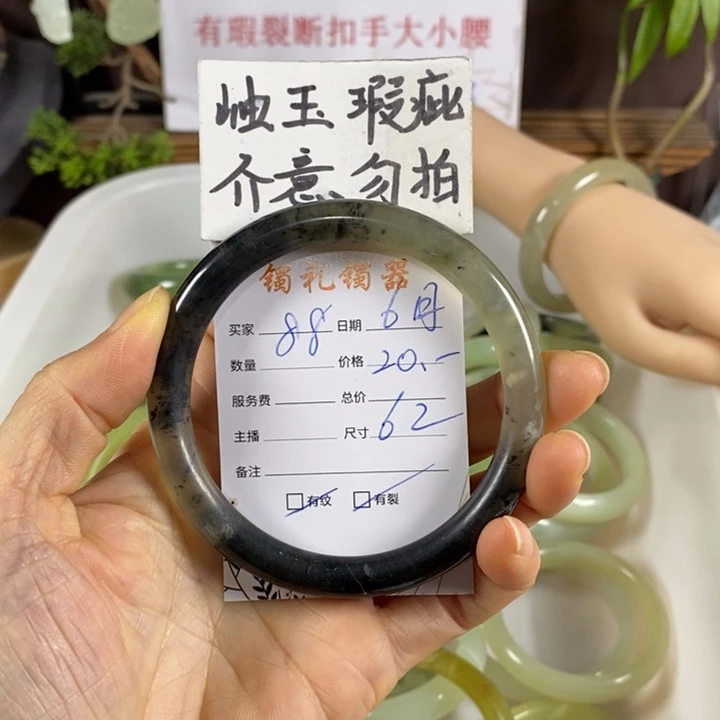 有瑕裂断扣手大小腰
岫玉瑕疵
介意勿拍
镯礼镯器
买家 88 日期 6月
数量 价格 20.-
服务费 总价
主播 尺寸 62
备注
有纹 有裂